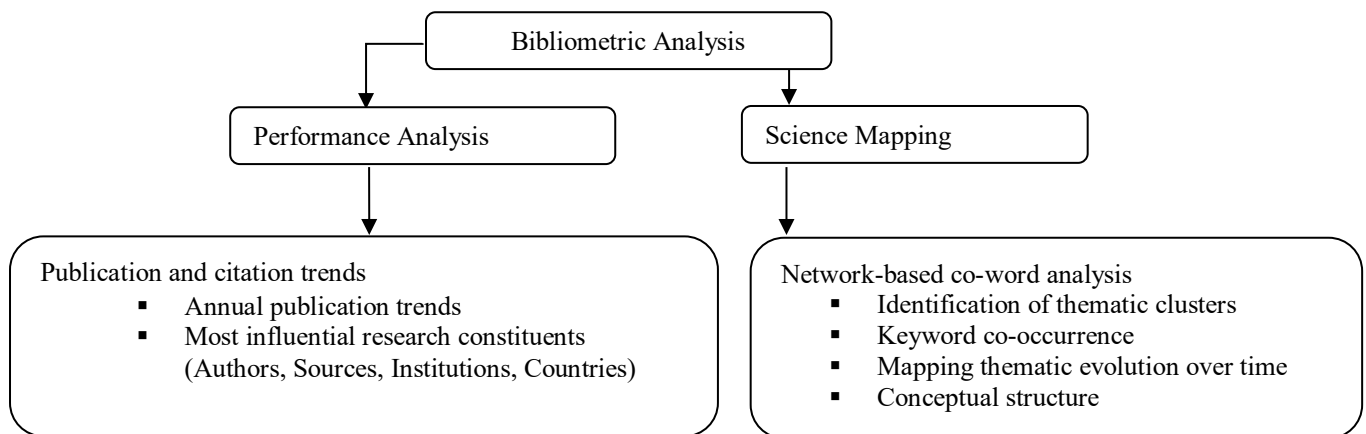 Bibliometric Analysis
Performance Analysis
Science Mapping
Publication and citation trends
▪ Annual publication trends
▪ Most influential research constituents
(Authors, Sources, Institutions, Countries)
Network-based co-word analysis
▪ Identification of thematic clusters
▪ Keyword co-occurrence
▪ Mapping thematic evolution over time
▪ Conceptual structure